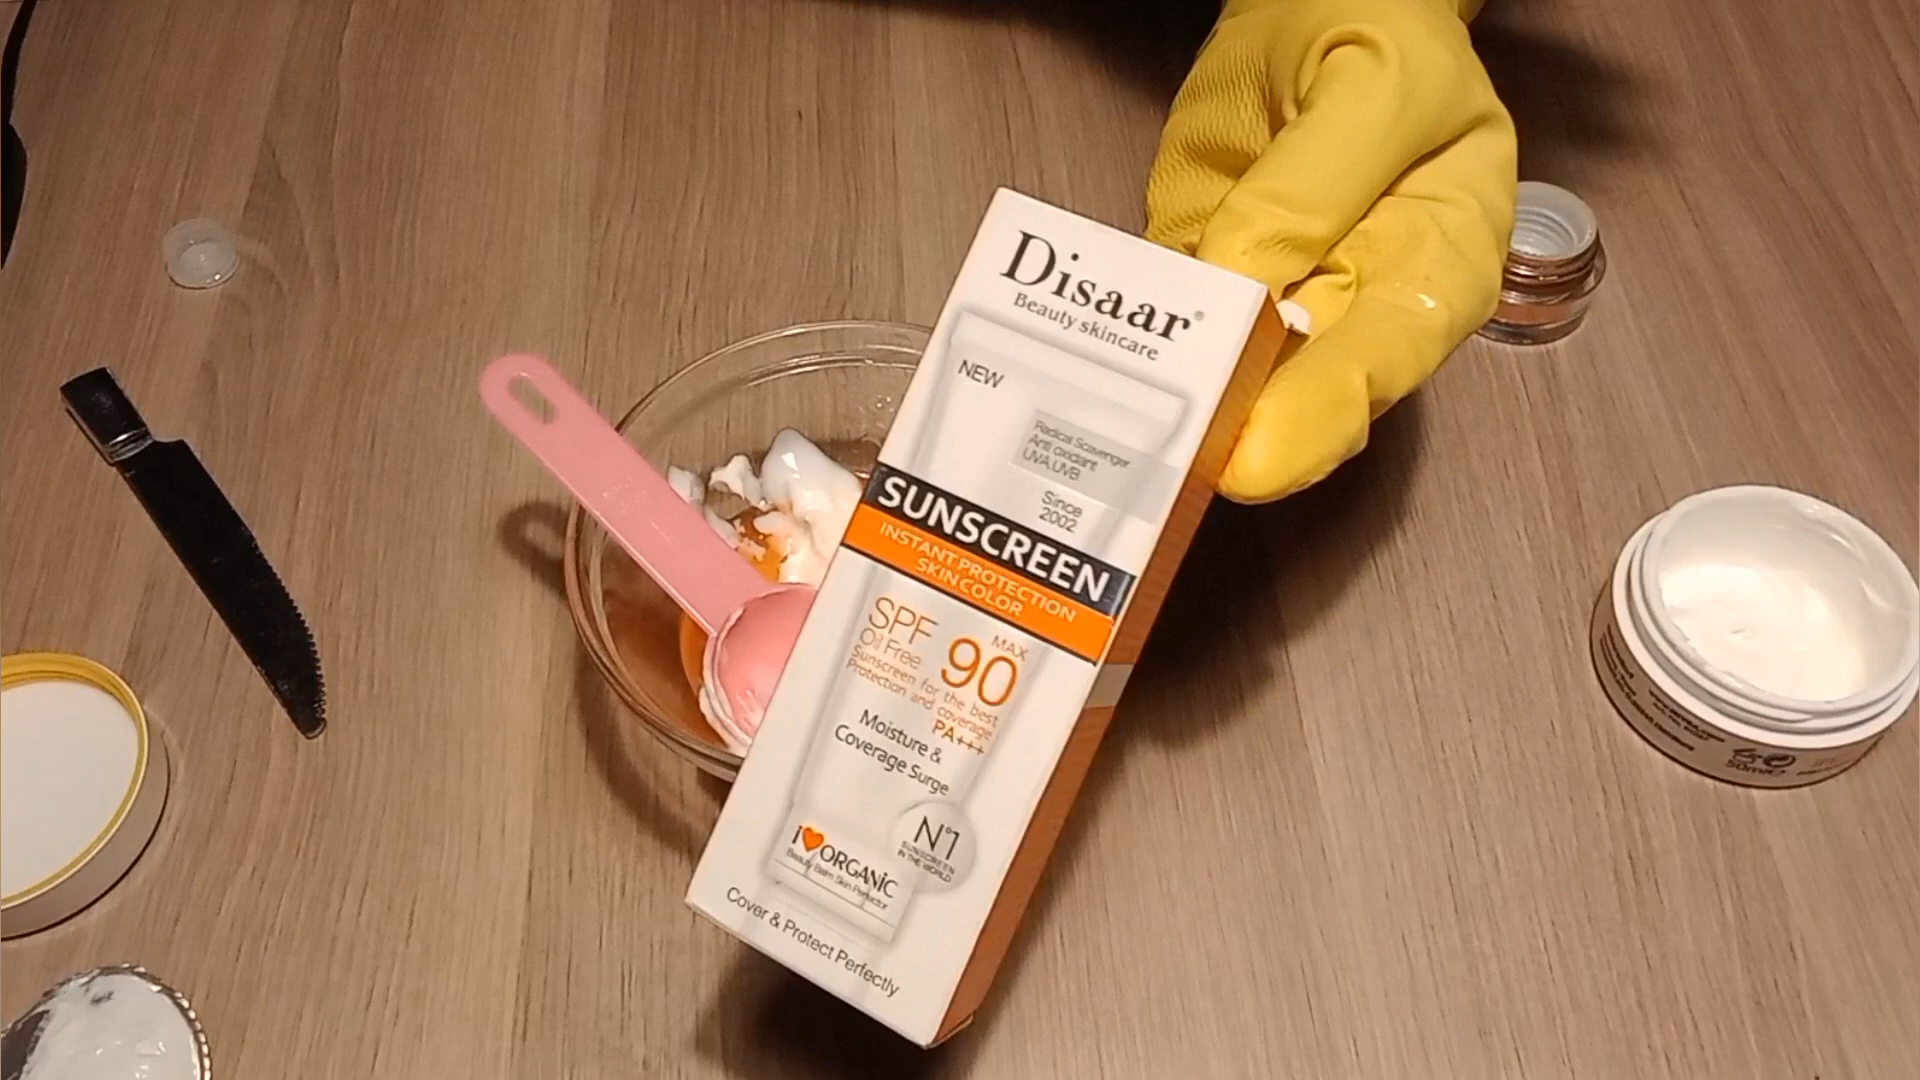 Disaar®
Beauty skincare
NEW
Radical Scavenger
Anti oxidant
UVA.UVB
Since
2002
SUNSCREEN
INSTANT PROTECTION
SKIN COLOR
SPF 90 MAX
Oil Free
Sunscreen for the best
Protection and coverage
PA+++
Moisture &
Coverage Surge
N°1
SUNSCREEN
IN THE WORLD
i♥ORGANiC
Beauty Balm Skin Perfector
Cover & Protect Perfectly
50ml℮